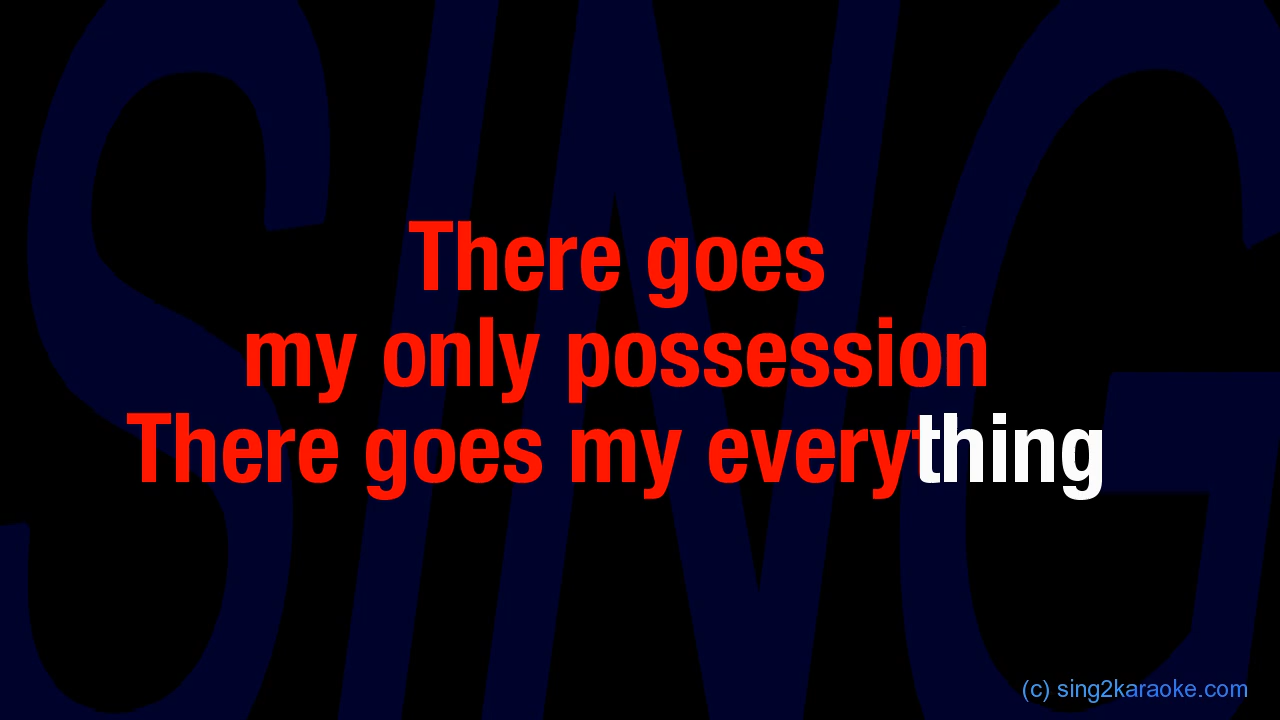 SING
There goes
my only possession
There goes my everything
(c) sing2karaoke.com